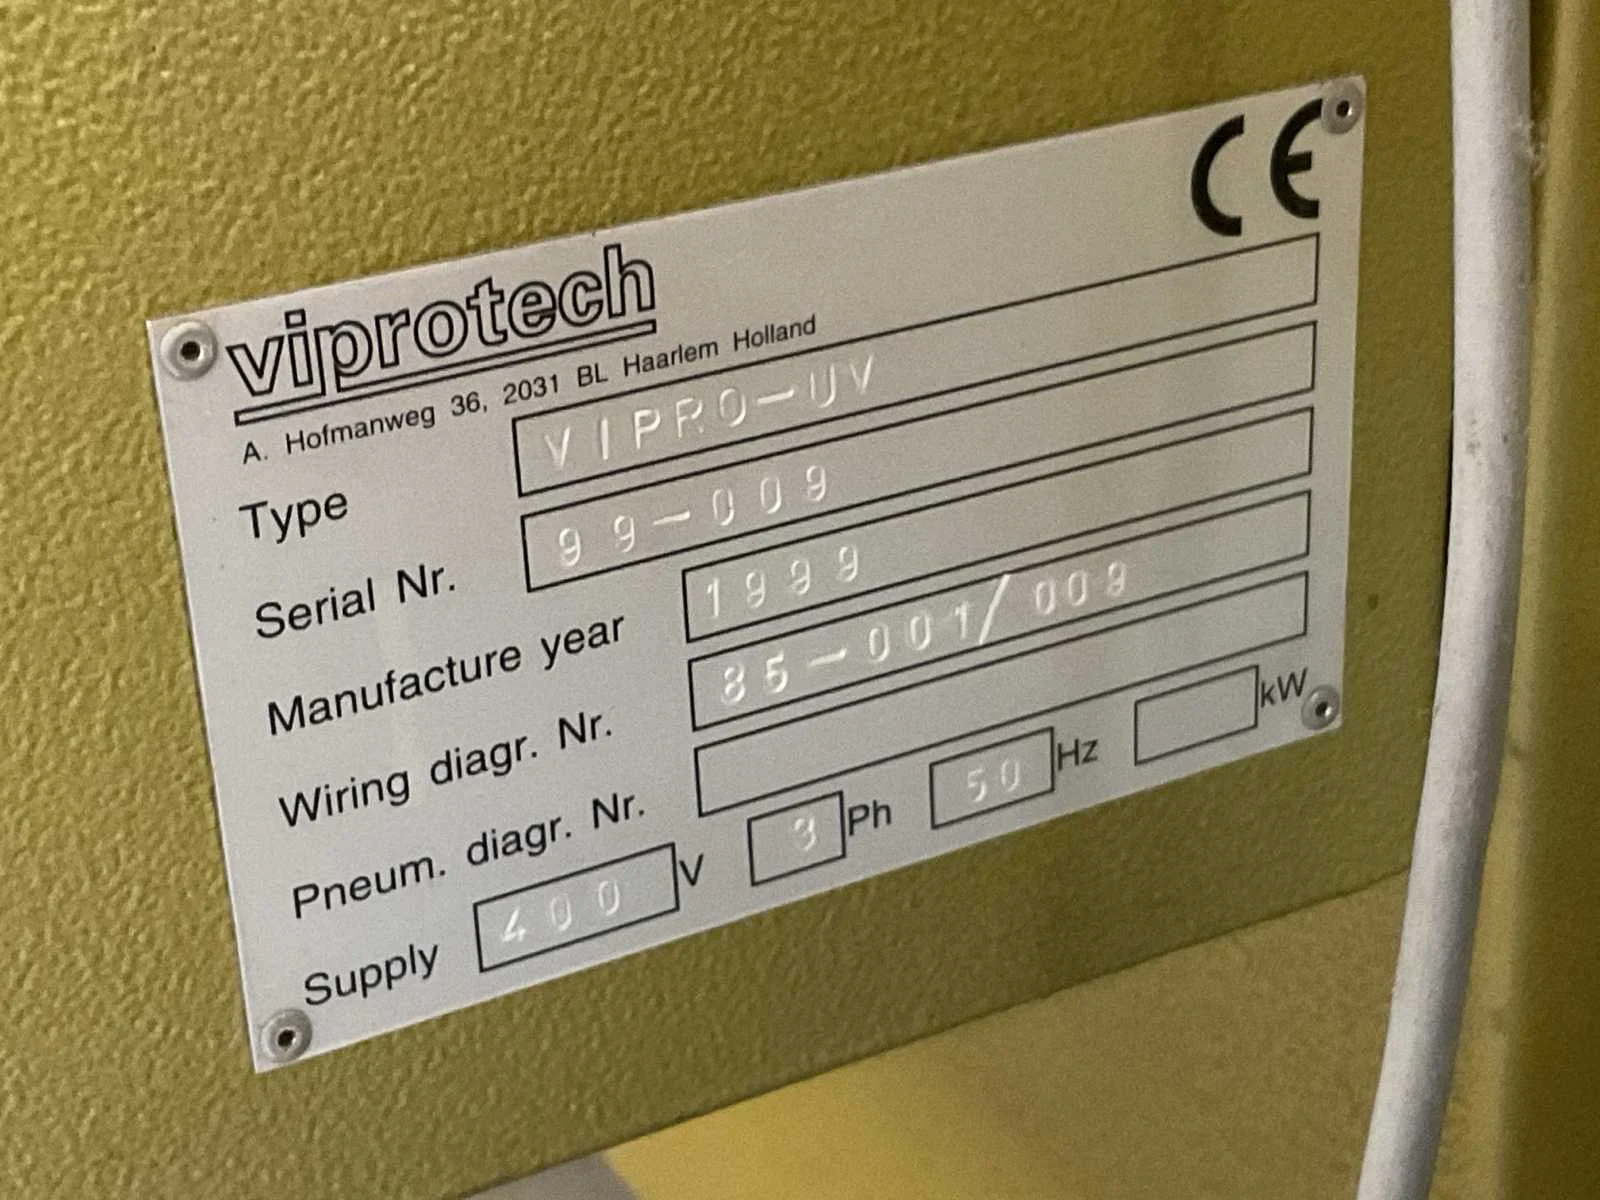 CE
viprotech
A. Hofmanweg 36, 2031 BL Haarlem Holland
Type VIPRO-UV
Serial Nr. 99-009
Manufacture year 1999
Wiring diagr. Nr. 85-001/009
Pneum. diagr. Nr.
Supply 400 V 3 Ph 50 Hz kW